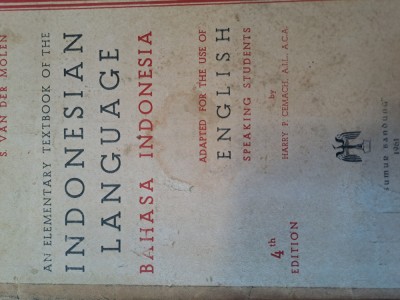 S. VAN DER MOLEN
AN ELEMENTARY TEXTBOOK OF THE
INDONESIAN
LANGUAGE
BAHASA INDONESIA
ADAPTED FOR THE USE OF
ENGLISH
SPEAKING STUDENTS
by
HARRY P. CEMACH, A.I.L., A.C.A.
4th
EDITION
SUMUR BANDUNG